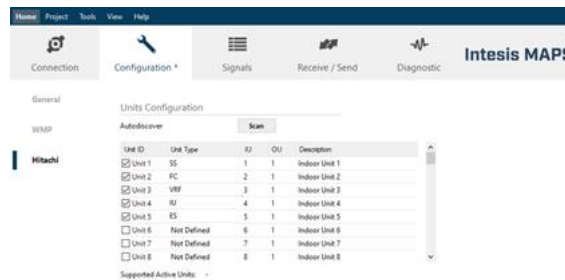 Home Project Tools View Help
Connection Configuration * Signals Receive / Send Diagnostic Intesis MAPS
General
WMP
Hitachi
Units Configuration
Autodiscover Scan
Unit ID Unit Type IU OU Description
Unit 1 SS 1 1 Indoor Unit 1
Unit 2 FC 2 1 Indoor Unit 2
Unit 3 VRF 3 1 Indoor Unit 3
Unit 4 IU 4 1 Indoor Unit 4
Unit 5 ES 5 1 Indoor Unit 5
Unit 6 Not Defined 6 1 Indoor Unit 6
Unit 7 Not Defined 7 1 Indoor Unit 7
Unit 8 Not Defined 8 1 Indoor Unit 8
Supported Active Units: -